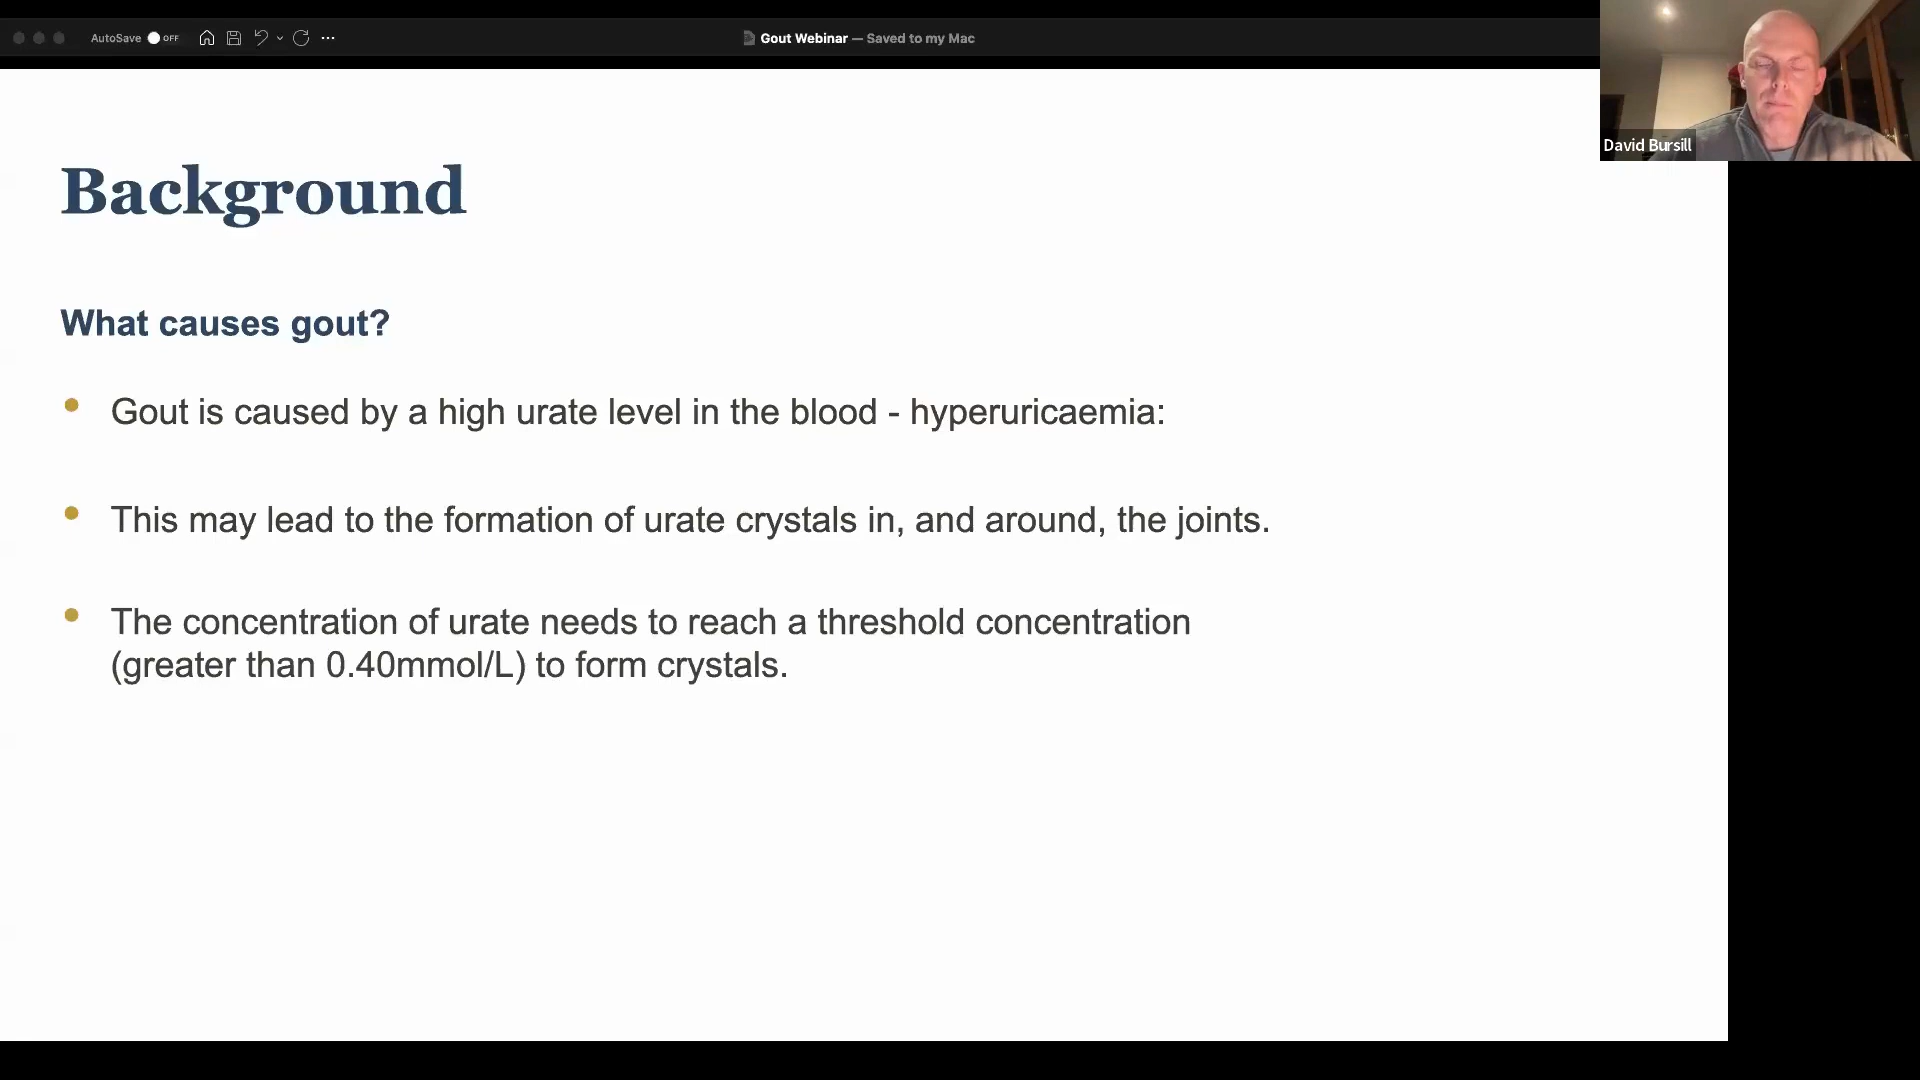 AutoSave OFF
Gout Webinar — Saved to my Mac
David Bursill
Background
What causes gout?
• Gout is caused by a high urate level in the blood - hyperuricaemia:
• This may lead to the formation of urate crystals in, and around, the joints.
• The concentration of urate needs to reach a threshold concentration
(greater than 0.40mmol/L) to form crystals.